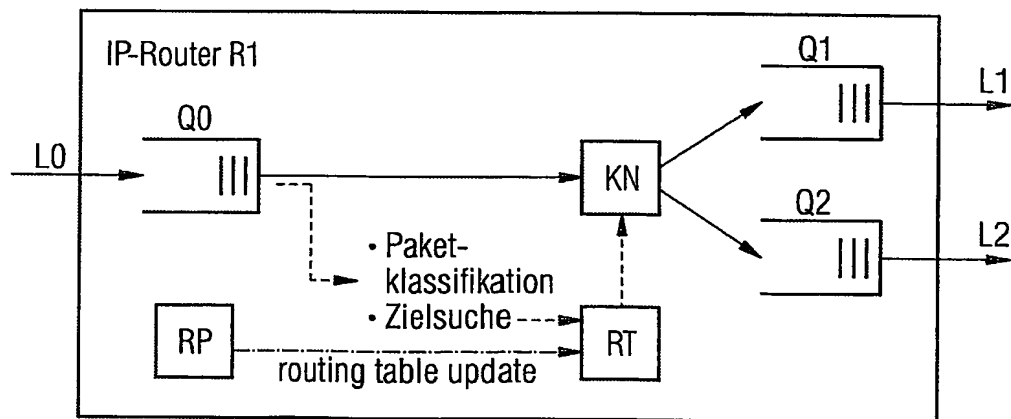 IP-Router R1
Q1
L1
Q0
L0
KN
Q2
L2
• Paket-
klassifikation
• Zielsuche
RP
RT
routing table update